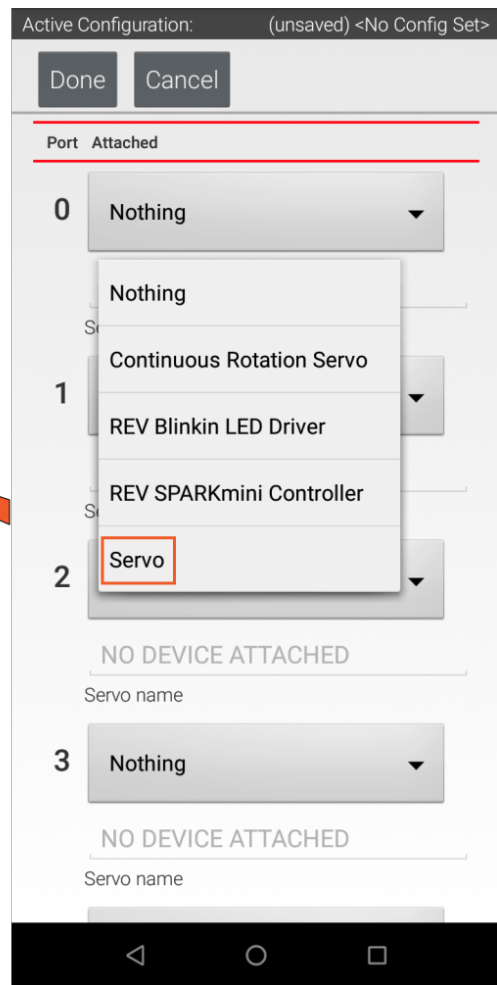 Active Configuration: (unsaved) <No Config Set>
Done Cancel
Port Attached
0 Nothing
Nothing
Continuous Rotation Servo
1
REV Blinkin LED Driver
REV SPARKmini Controller
Servo
2
NO DEVICE ATTACHED
Servo name
3 Nothing
NO DEVICE ATTACHED
Servo name